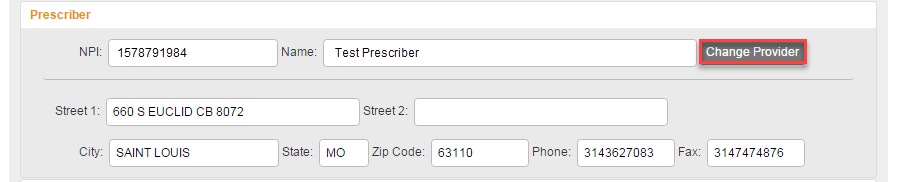 Prescriber
NPI: 1578791984 Name: Test Prescriber Change Provider
Street 1: 660 S EUCLID CB 8072 Street 2:
City: SAINT LOUIS State: MO Zip Code: 63110 Phone: 3143627083 Fax: 3147474876